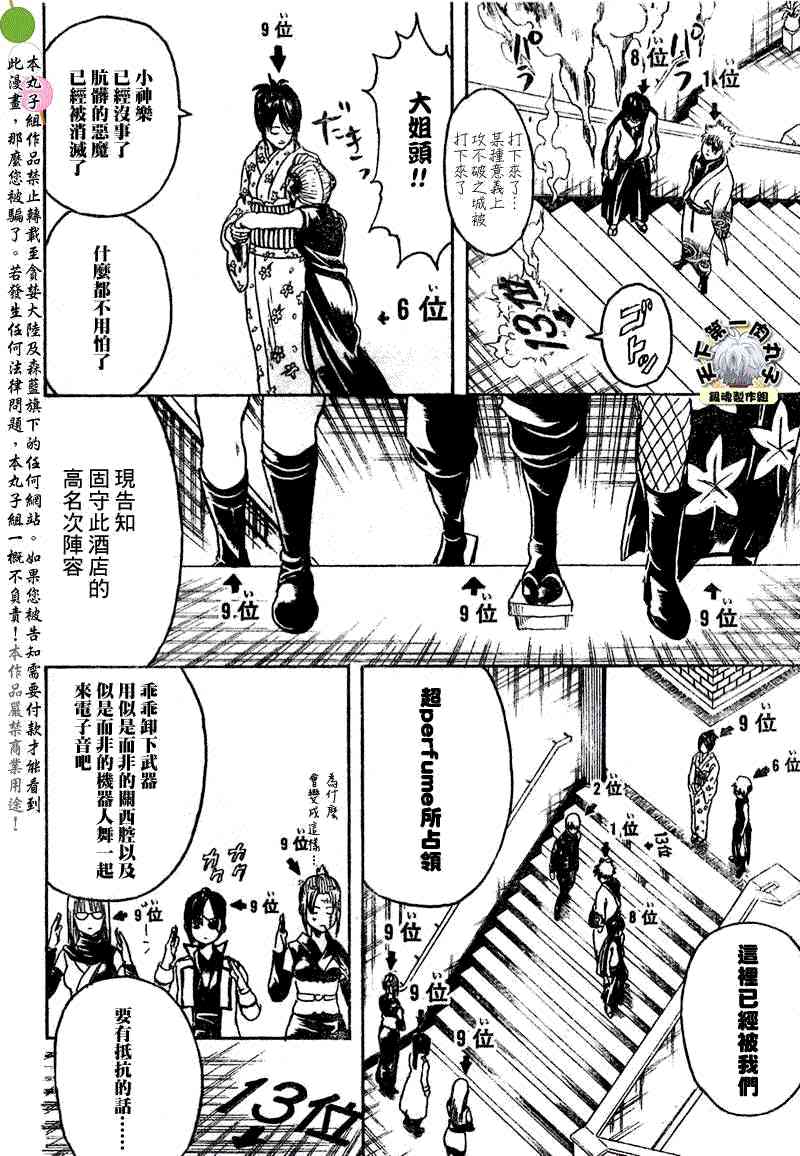 8位
1位
打下來了…
某種意義上
攻不破之城被
打下來了
ゴトッ
13位
天下第一肉丸子
銀魂製作組
9位
大姐頭!!
だきっ
6位
小神樂
已經沒事了
骯髒的惡魔
已經被消滅了
什麼都不用怕了
現告知
固守此酒店的
高名次陣容
9位
9位
9位
9位
6位
2位
1位
13位
8位
9位
9位
9位
這裡已經被我們
超perfume所占領
為什麼
會變成這樣…
9位
9位
9位
乖乖卸下武器
用似是而非的關西腔以及
似是而非的機器人舞一起
來電子音吧
要有抵抗的話……
13位
本丸子組作品禁止轉載至貪婪大陸及森藍旗下的任何網站。如果您被告知需要付款才能看到
此漫畫，那麼您被騙了。若發生任何法律問題，本丸子組一概不負責！本作品嚴禁商業用途！